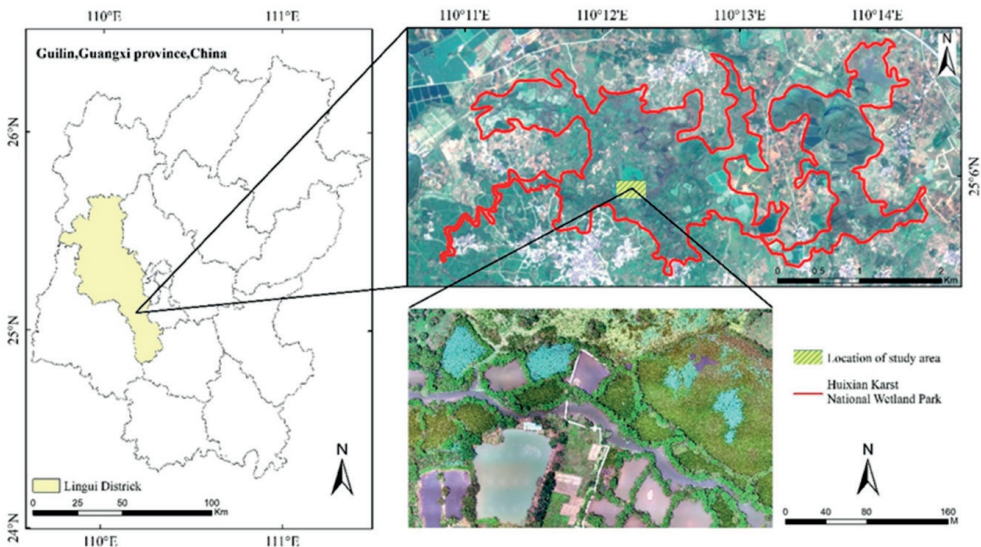 110°E
111°E
Guilin,Guangxi province,China
26°N
25°N
24°N
N
Lingui Districk
0 25 50 100
Km
110°E
111°E
110°11'E
110°12'E
110°13'E
110°14'E
N
25°6'N
0 0.5 1 2
Km
Location of study area
Huixian Karst
National Wetland Park
N
0 40 80 160
M